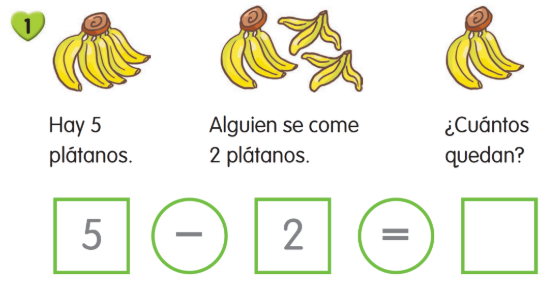 1
Hay 5
plátanos.
Alguien se come
2 plátanos.
¿Cuántos
quedan?
5 − 2 =